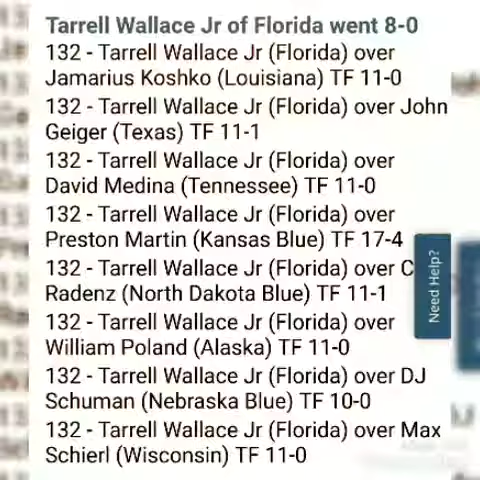 Tarrell Wallace Jr of Florida went 8-0
132 - Tarrell Wallace Jr (Florida) over
Jamarius Koshko (Louisiana) TF 11-0
132 - Tarrell Wallace Jr (Florida) over John
Geiger (Texas) TF 11-1
132 - Tarrell Wallace Jr (Florida) over
David Medina (Tennessee) TF 11-0
132 - Tarrell Wallace Jr (Florida) over
Preston Martin (Kansas Blue) TF 17-4
132 - Tarrell Wallace Jr (Florida) over C
Radenz (North Dakota Blue) TF 11-1
132 - Tarrell Wallace Jr (Florida) over
William Poland (Alaska) TF 11-0
132 - Tarrell Wallace Jr (Florida) over DJ
Schuman (Nebraska Blue) TF 10-0
132 - Tarrell Wallace Jr (Florida) over Max
Schierl (Wisconsin) TF 11-0
Need Help?